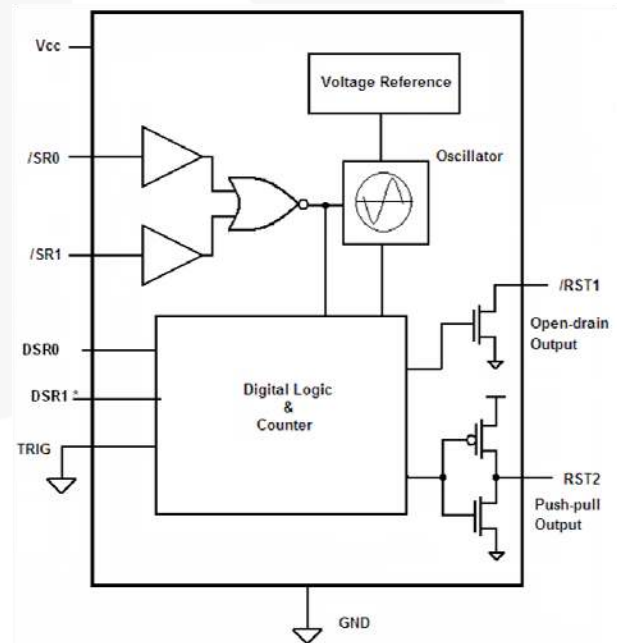 Vcc
Voltage Reference
/SR0
Oscillator
/SR1
/RST1
Open-drain
Output
DSR0
DSR1 *
Digital Logic
&
Counter
TRIG
RST2
Push-pull
Output
GND